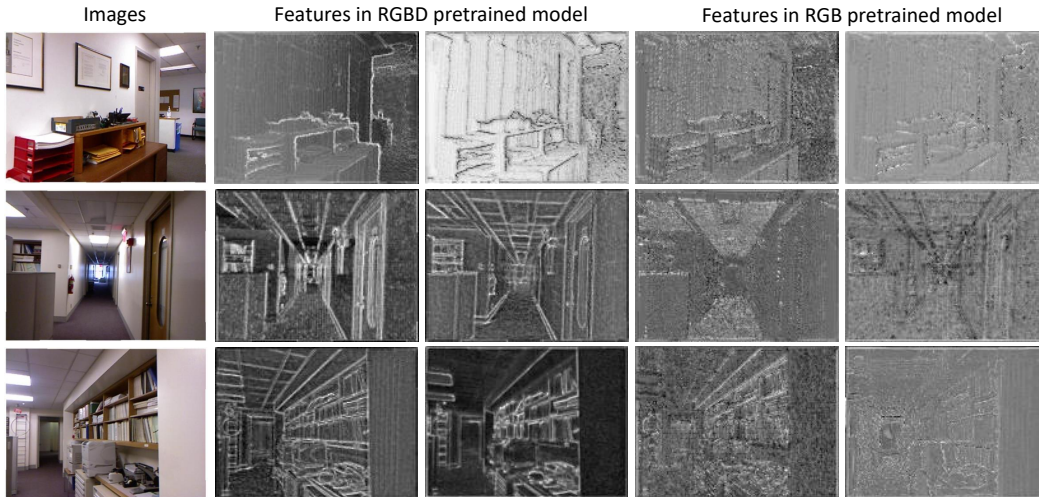 Images
Features in RGBD pretrained model
Features in RGB pretrained model